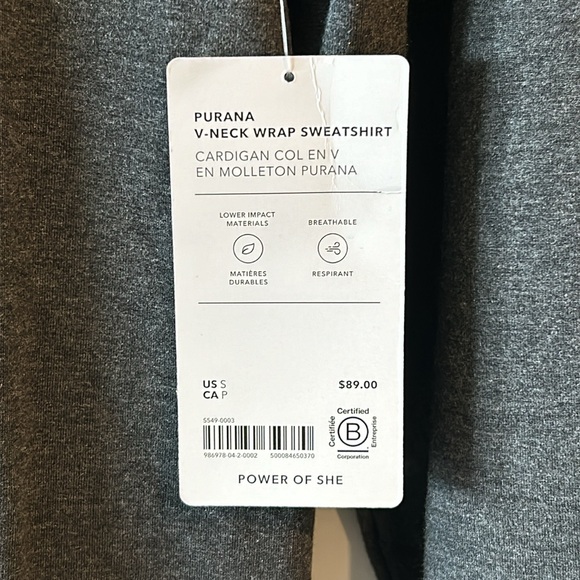 PURANA
V-NECK WRAP SWEATSHIRT
CARDIGAN COL EN V
EN MOLLETON PURANA
LOWER IMPACT
MATERIALS
BREATHABLE
MATIÈRES
DURABLES
RESPIRANT
US S
CA P
$89.00
5549-0003
986978-04-2-0002 500084650370
Certified
Certifiée
B
Entreprise
Corporation
POWER OF SHE